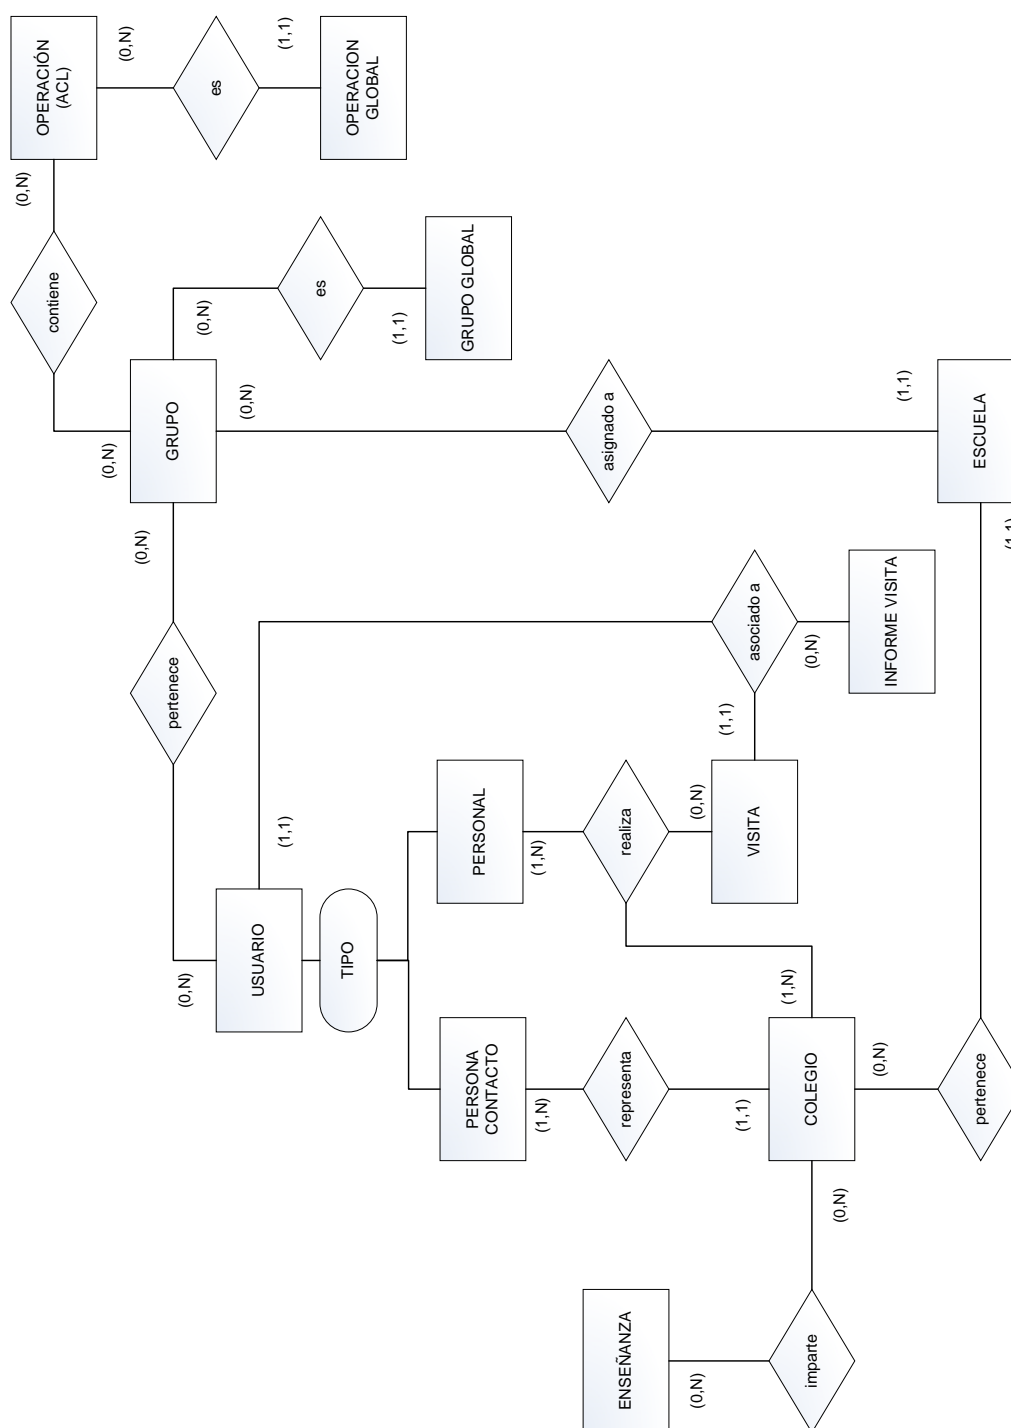 (0,N)
contiene
OPERACIÓN
(ACL)
(0,N)
(0,N)
(0,N)
pertenece
GRUPO
(0,N)
(0,N)
es
(0,N)
USUARIO
(1,1)
(1,1)
es
TIPO
OPERACION
GLOBAL
(1,1)
GRUPO GLOBAL
PERSONA
CONTACTO
PERSONAL
(1,N)
(1,N)
representa
realiza
asignado a
ENSEÑANZA
(0,N)
(0,N)
(1,1)
(1,1)
VISITA
asociado a
(1,N)
imparte
COLEGIO
(0,N)
(0,N)
(0,N)
INFORME VISITA
(1,1)
pertenece
ESCUELA
(1,1)